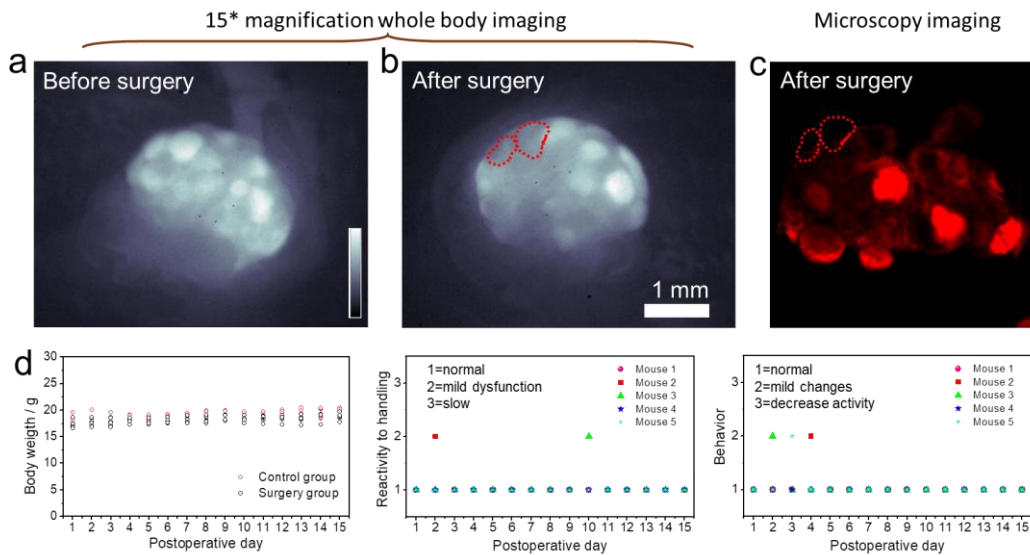 15* magnification whole body imaging
Microscopy imaging
a
Before surgery
b
After surgery
1 mm
c
After surgery
d
Body weigth / g
30
25
20
15
10
5
0
Control group
Surgery group
1 2 3 4 5 6 7 8 9 10 11 12 13 14 15
Postoperative day
Reactivity to handling
3
2
1
1=normal
2=mild dysfunction
3=slow
Mouse 1
Mouse 2
Mouse 3
Mouse 4
Mouse 5
1 2 3 4 5 6 7 8 9 10 11 12 13 14 15
Postoperative day
Behavior
3
2
1
1=normal
2=mild changes
3=decrease activity
Mouse 1
Mouse 2
Mouse 3
Mouse 4
Mouse 5
1 2 3 4 5 6 7 8 9 10 11 12 13 14 15
Postoperative day